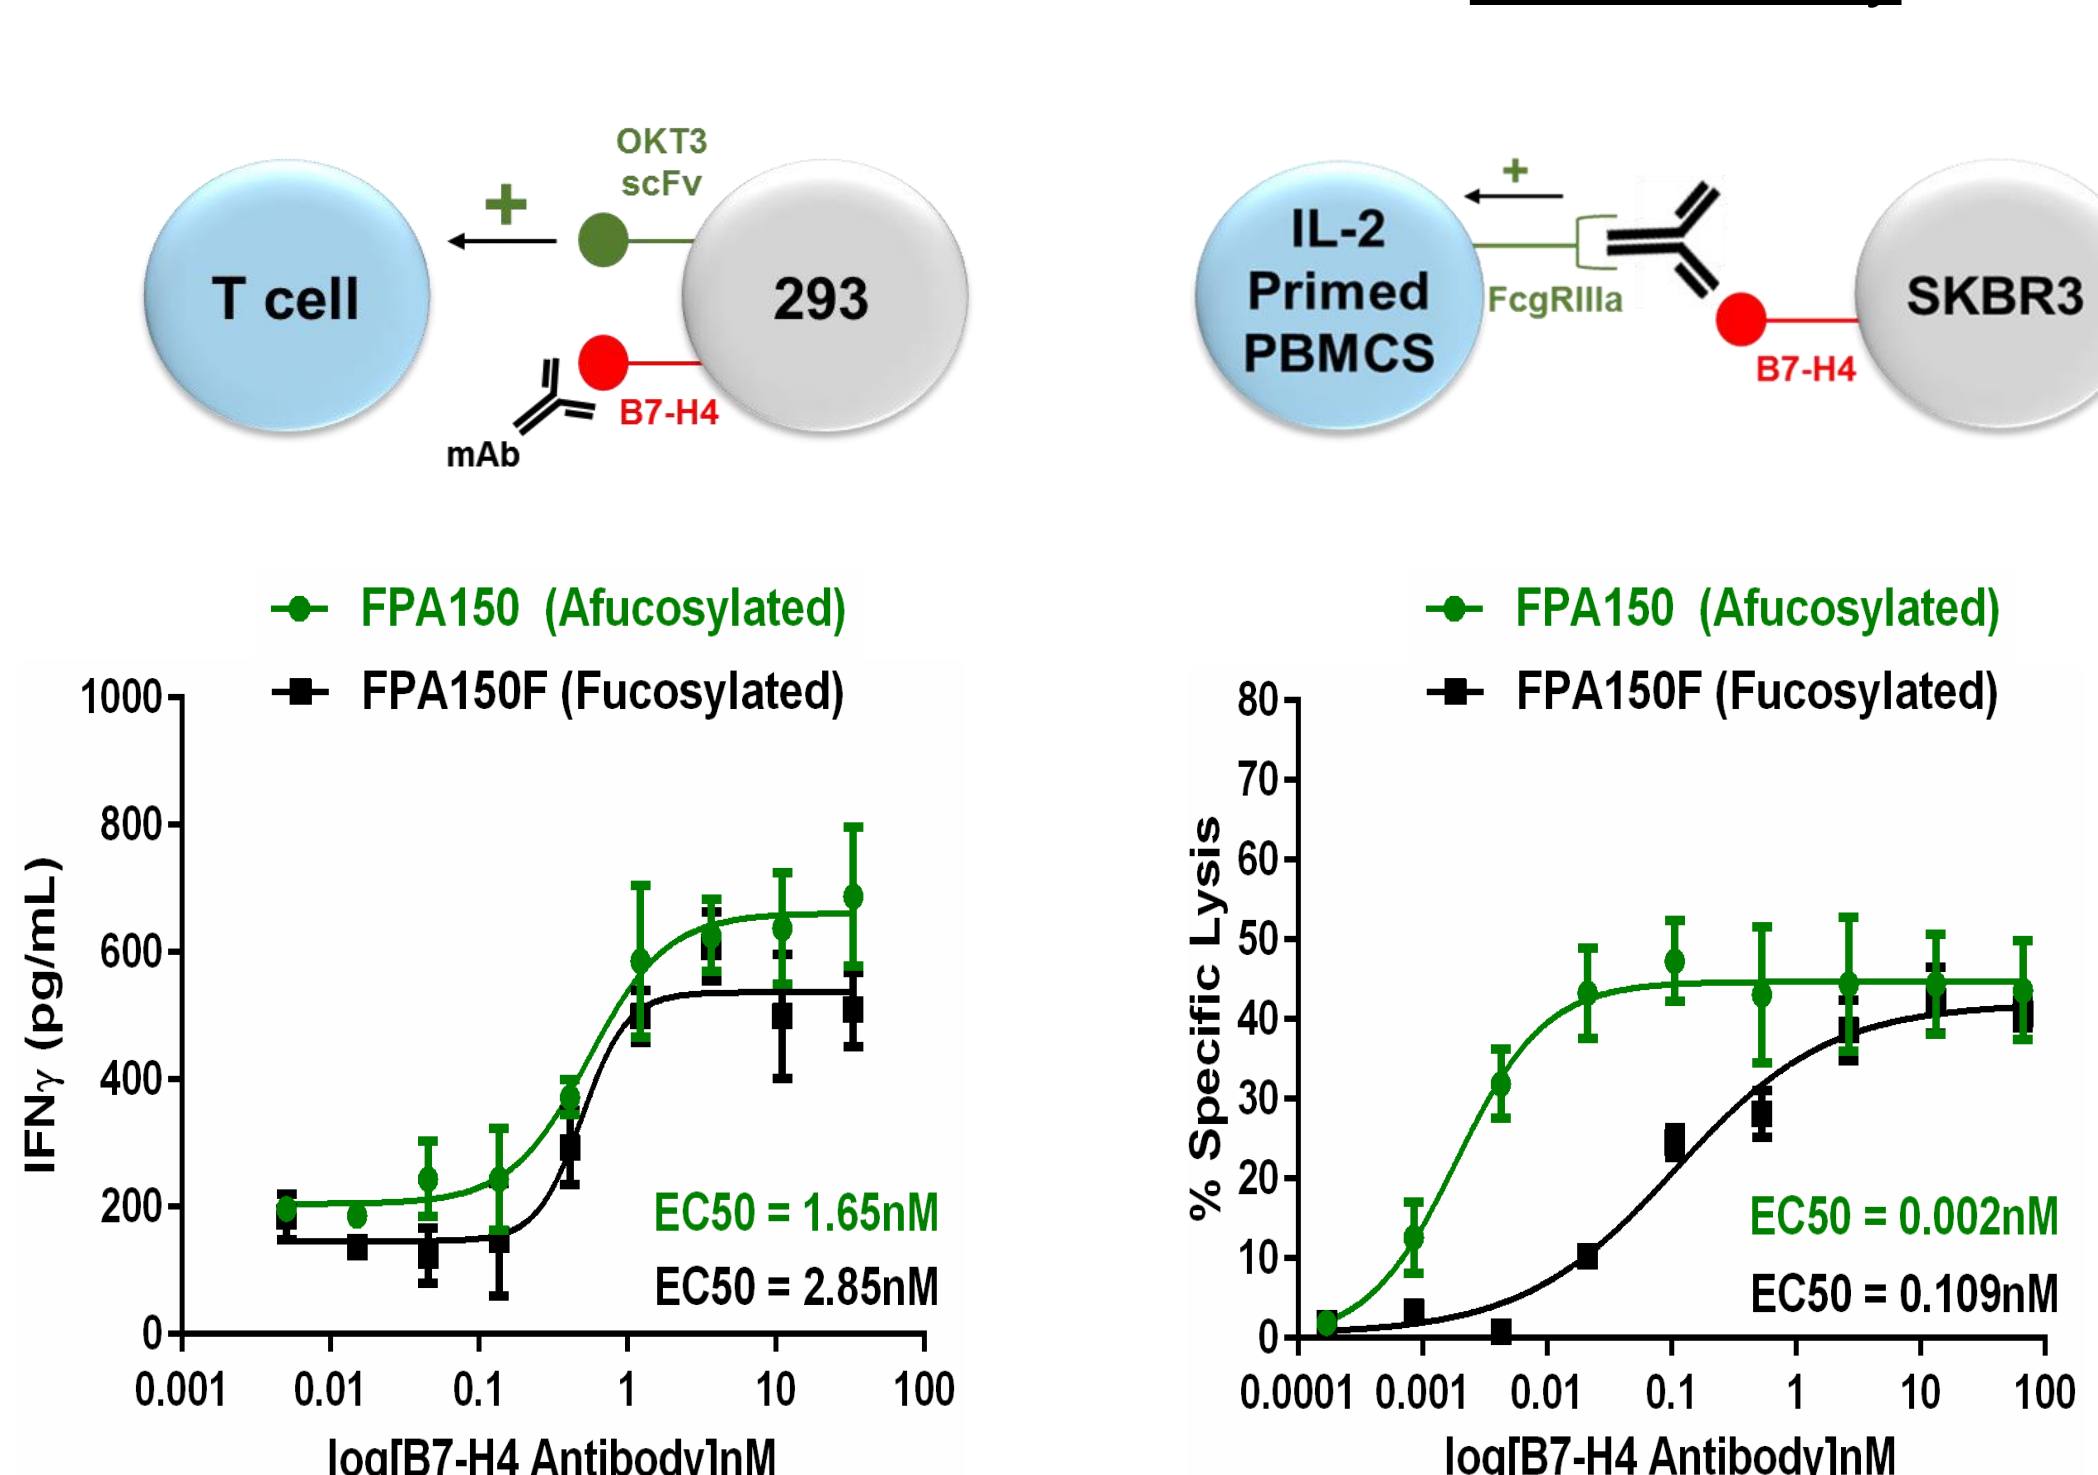 OKT3
scFv
T cell
293
B7-H4
mAb
IL-2
Primed
PBMCS
FcgRIIIa
SKBR3
B7-H4
FPA150 (Afucosylated)
FPA150F (Fucosylated)
1000
800
600
400
200
0
IFNγ (pg/mL)
EC50 = 1.65nM
EC50 = 2.85nM
0.001 0.01 0.1 1 10 100
log[B7-H4 Antibody]nM
FPA150 (Afucosylated)
FPA150F (Fucosylated)
80
70
60
50
40
30
20
10
0
% Specific Lysis
EC50 = 0.002nM
EC50 = 0.109nM
0.0001 0.001 0.01 0.1 1 10 100
log[B7-H4 Antibody]nM